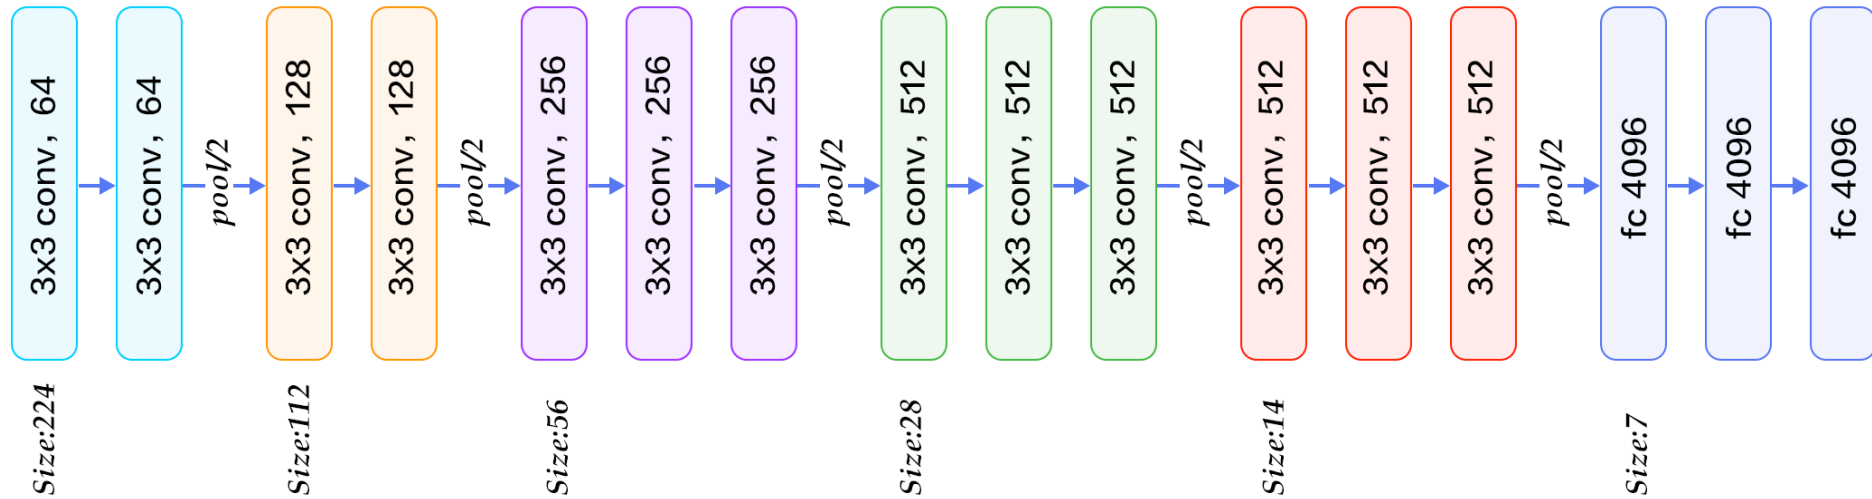 3x3 conv, 64
3x3 conv, 64
pool/2
3x3 conv, 128
3x3 conv, 128
pool/2
3x3 conv, 256
3x3 conv, 256
3x3 conv, 256
pool/2
3x3 conv, 512
3x3 conv, 512
3x3 conv, 512
pool/2
3x3 conv, 512
3x3 conv, 512
3x3 conv, 512
pool/2
fc 4096
fc 4096
fc 4096
Size:224
Size:112
Size:56
Size:28
Size:14
Size:7